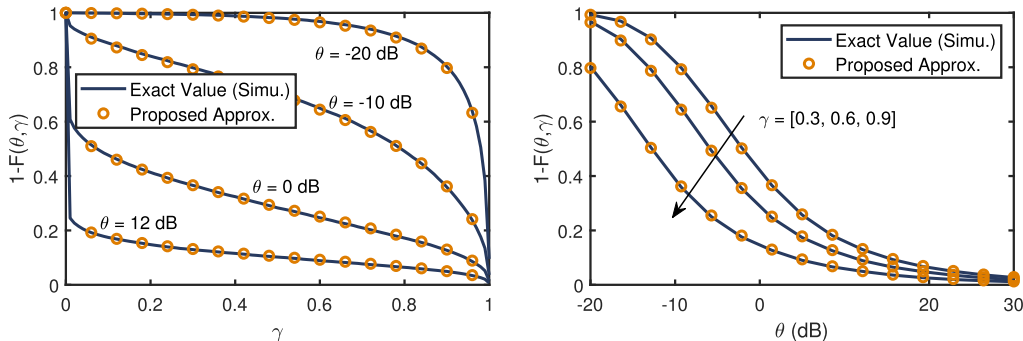 1
0.8
0.6
0.4
0.2
0
1-F(θ,γ)
0 0.2 0.4 0.6 0.8 1
γ
θ = -20 dB
Exact Value (Simu.)
Proposed Approx.
θ = -10 dB
θ = 0 dB
θ = 12 dB
1
0.8
0.6
0.4
0.2
0
1-F(θ,γ)
-20 -10 0 20 30
θ (dB)
Exact Value (Simu.)
Proposed Approx.
γ = [0.3, 0.6, 0.9]